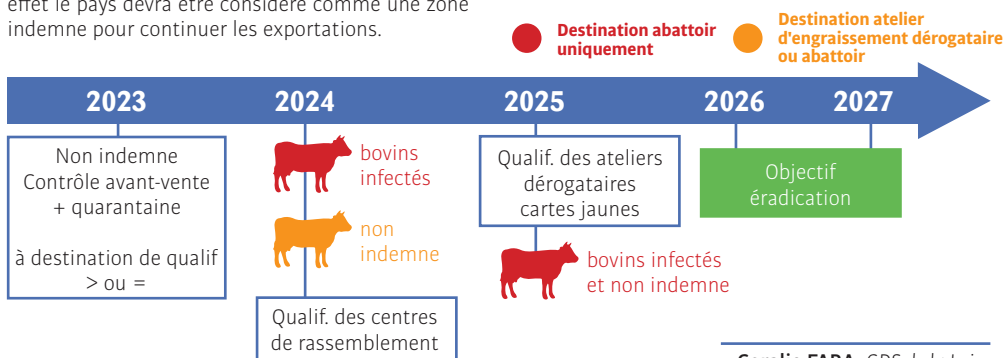 effet le pays devra être considéré comme une zone
indemne pour continuer les exportations.
Destination abattoir
uniquement
Destination atelier
d'engraissement dérogataire
ou abattoir
2023
2024
2025
2026
2027
Non indemne
Contrôle avant-vente
+ quarantaine
à destination de qualif
> ou =
bovins
infectés
non
indemne
Qualif. des centres
de rassemblement
Qualif. des ateliers
dérogataires
cartes jaunes
bovins infectés
et non indemne
Objectif
éradication